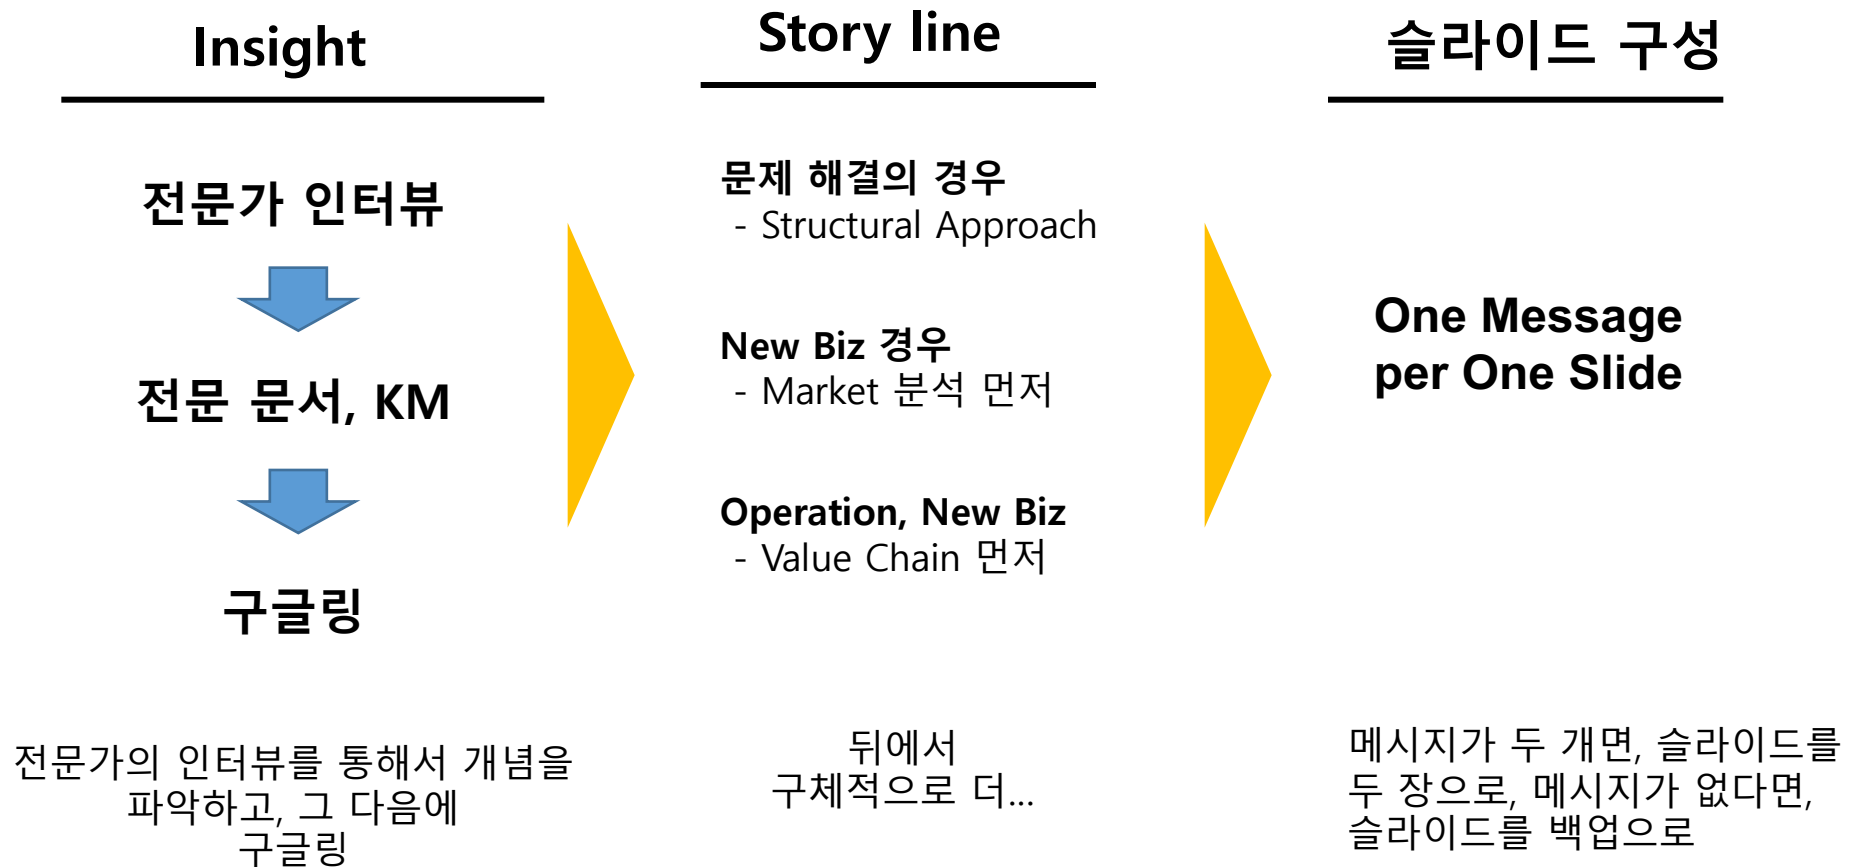 Insight
전문가 인터뷰
전문 문서, KM
구글링
전문가의 인터뷰를 통해서 개념을
파악하고, 그 다음에
구글링
Story line
문제 해결의 경우
- Structural Approach
New Biz 경우
- Market 분석 먼저
Operation, New Biz
- Value Chain 먼저
뒤에서
구체적으로 더...
슬라이드 구성
One Message
per One Slide
메시지가 두 개면, 슬라이드를
두 장으로, 메시지가 없다면,
슬라이드를 백업으로